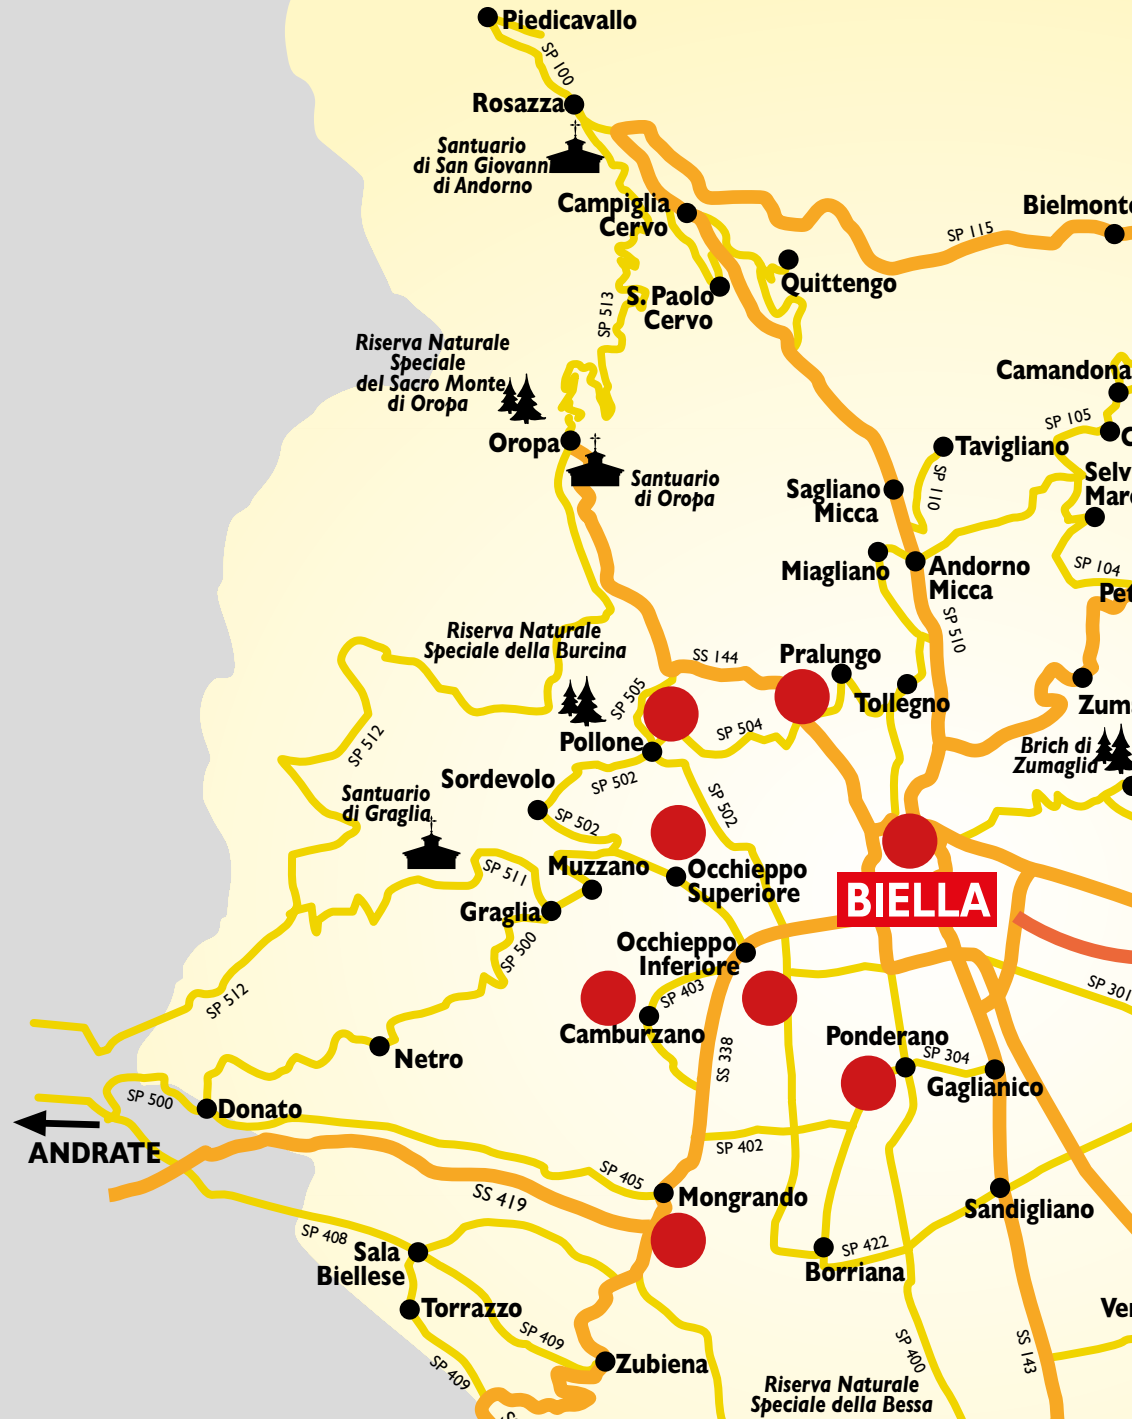 Piedicavallo
SP 100
Rosazza
Santuario
di San Giovanni
di Andorno
Campiglia
Cervo
Bielmonte
SP 115
Quittengo
S. Paolo
Cervo
SP 513
Riserva Naturale
Speciale
del Sacro Monte
di Oropa
Camandona
SP 105
C
Oropa
Tavigliano
Santuario
di Oropa
SP 110
Selv
Marc
Sagliano
Micca
Miagliano
Andorno
Micca
SP 104
Pet
SP 510
Riserva Naturale
Speciale della Burcina
SS 144
Pralungo
SP 505
Tollegno
Zum
SP 504
SP 512
Pollone
Brich di
Zumaglia
Sordevolo
SP 502
SP 502
Santuario
di Graglia
SP 502
Muzzano
SP 511
Occhieppo
Superiore
BIELLA
Graglia
SP 500
Occhieppo
Inferiore
SP 512
SP 403
SP 301
Camburzano
Ponderano
SP 304
Netro
SS 338
Gaglianico
SP 500
Donato
ANDRATE
SP 402
SP 405
SS 419
Mongrando
Sandigliano
SP 408
Sala
Biellese
SP 422
Borriana
Torrazzo
Ver
SP 409
SP 400
SS 143
SP 409
Zubiena
Riserva Naturale
Speciale della Bessa